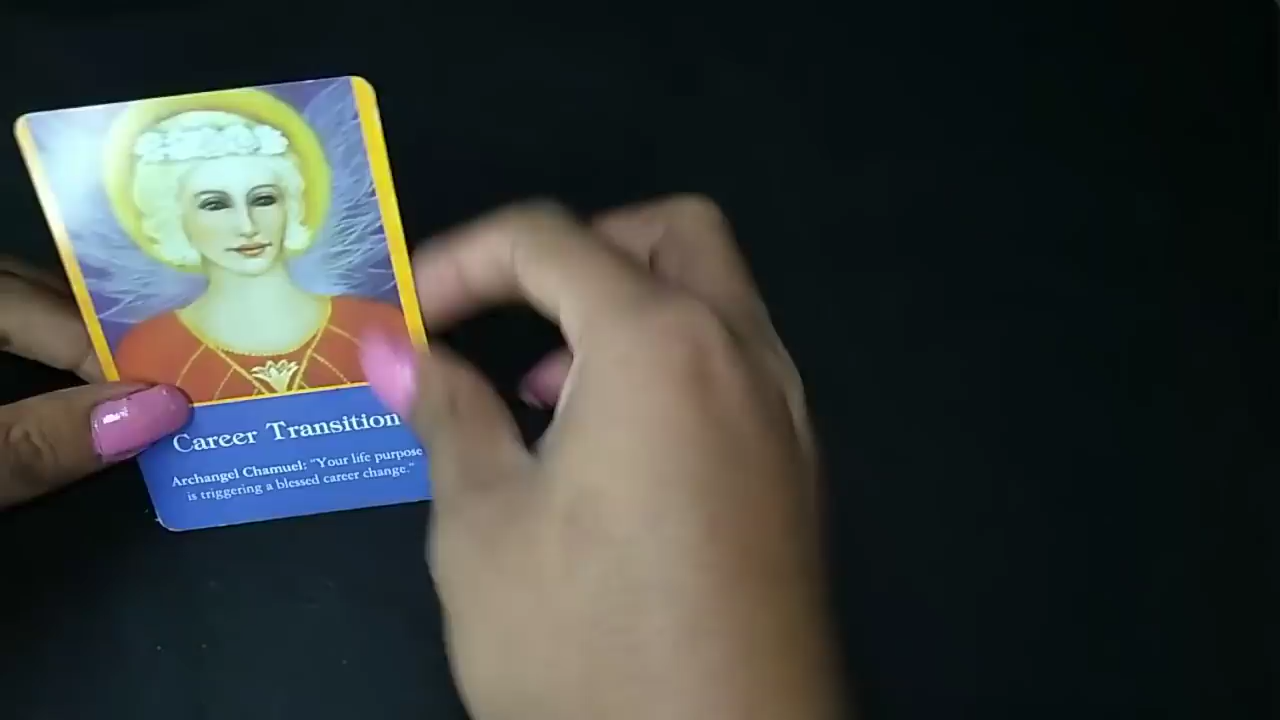 Career Transition
Archangel Chamuel: "Your life purpose
is triggering a blessed career change."